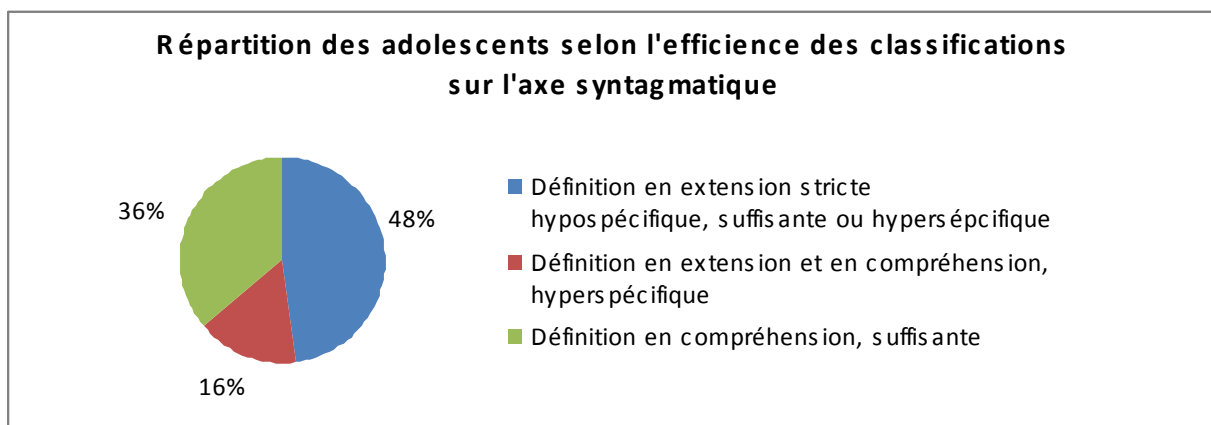 Répartition des adolescents selon l'efficience des classifications
sur l'axe syntagmatique
36%
48%
16%
Définition en extension stricte
hypospécifique, suffisante ou hypersépcifique
Définition en extension et en compréhension,
hyperspécifique
Définition en compréhension, suffisante